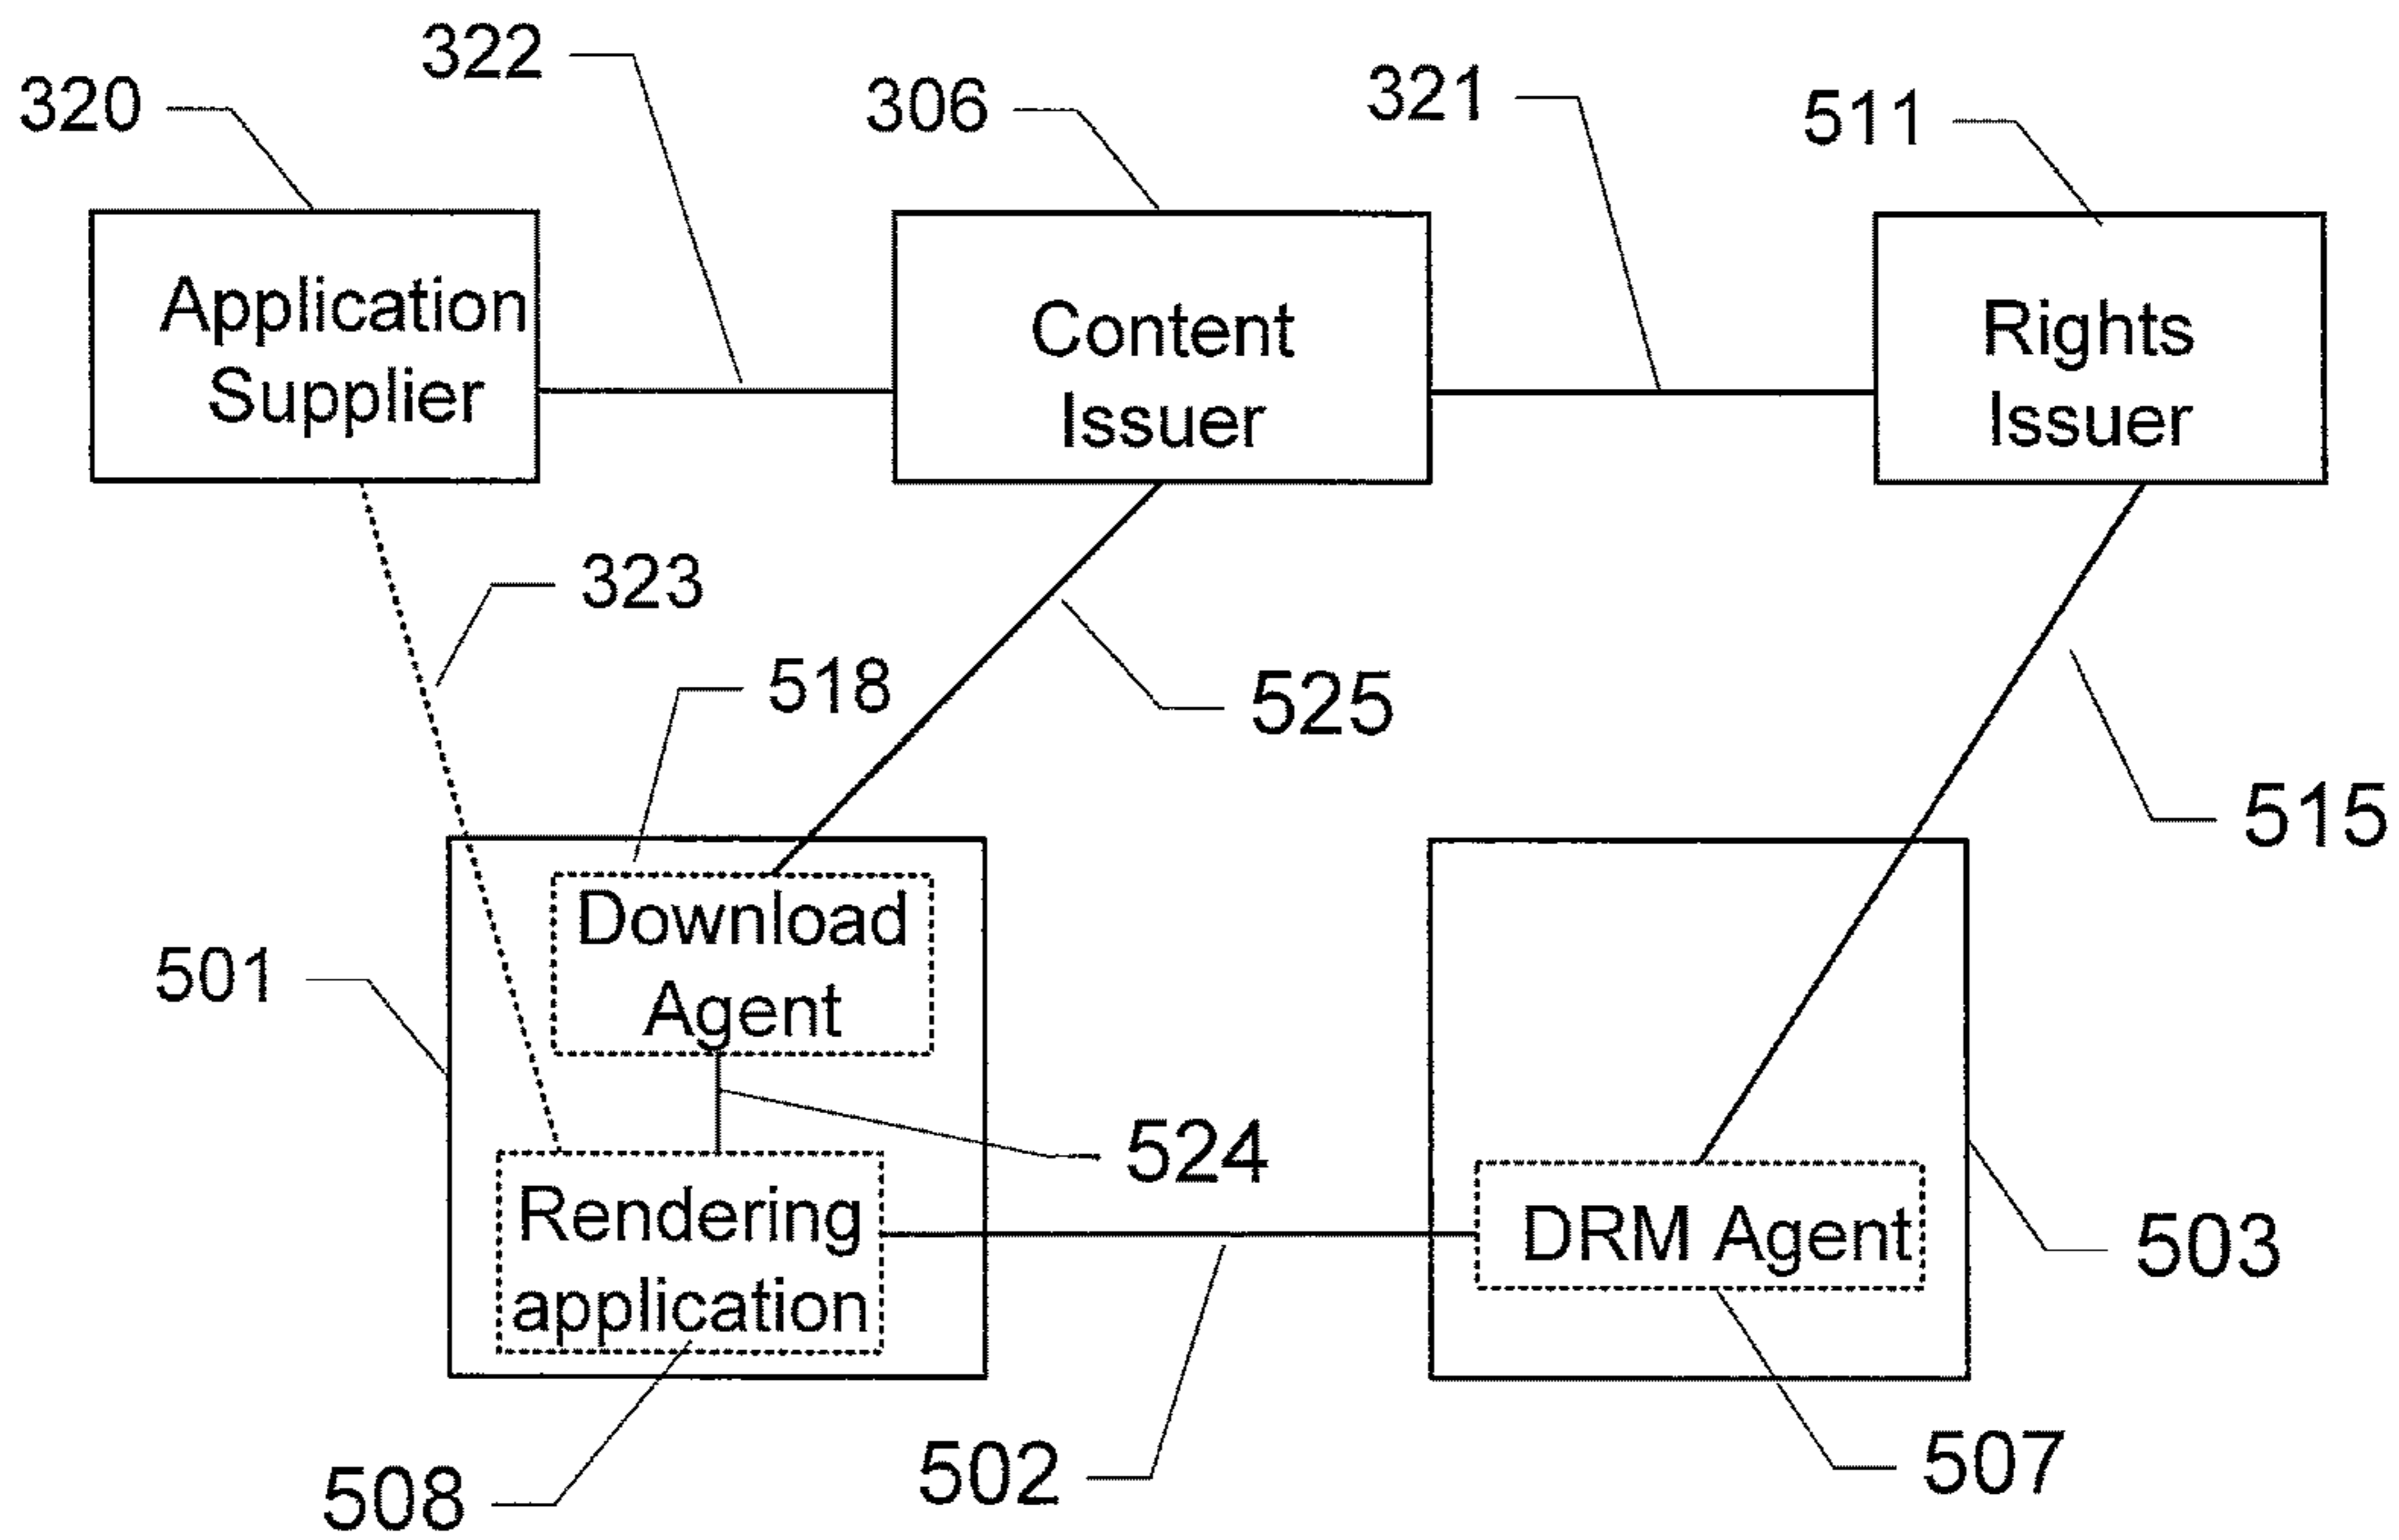 322
320
306
321
511
Application
Supplier
Content
Issuer
Rights
Issuer
323
518
525
515
Download
Agent
501
524
Rendering
application
DRM Agent
503
502
507
508